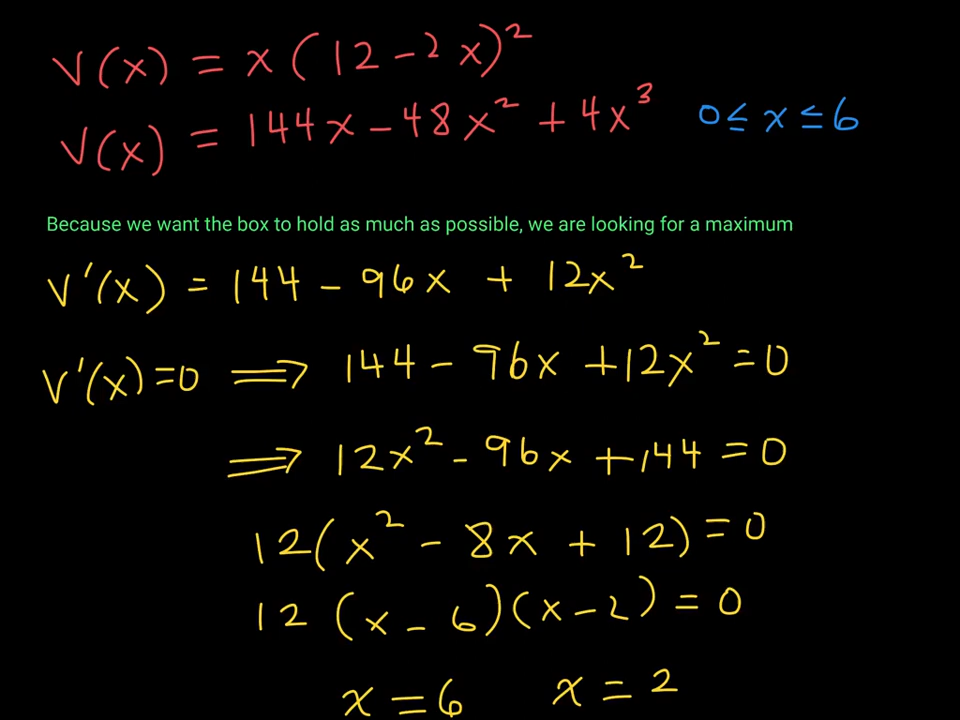 V(x) = x(12 - 2x)²
V(x) = 144x - 48x² + 4x³ 0 ≤ x ≤ 6
Because we want the box to hold as much as possible, we are looking for a maximum
V'(x) = 144 - 96x + 12x²
V'(x) = 0 ⟹ 144 - 96x + 12x² = 0
⟹ 12x² - 96x + 144 = 0
12(x² - 8x + 12) = 0
12 (x - 6)(x - 2) = 0
x = 6 x = 2